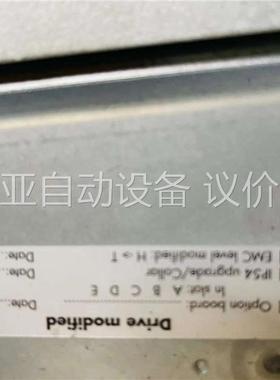 亚自动设备 议价
Drive modified
Option board:
In slot: A B C D E
IP54 upgrade/Collar
Date:
EMC level modified: H -> T
Date: